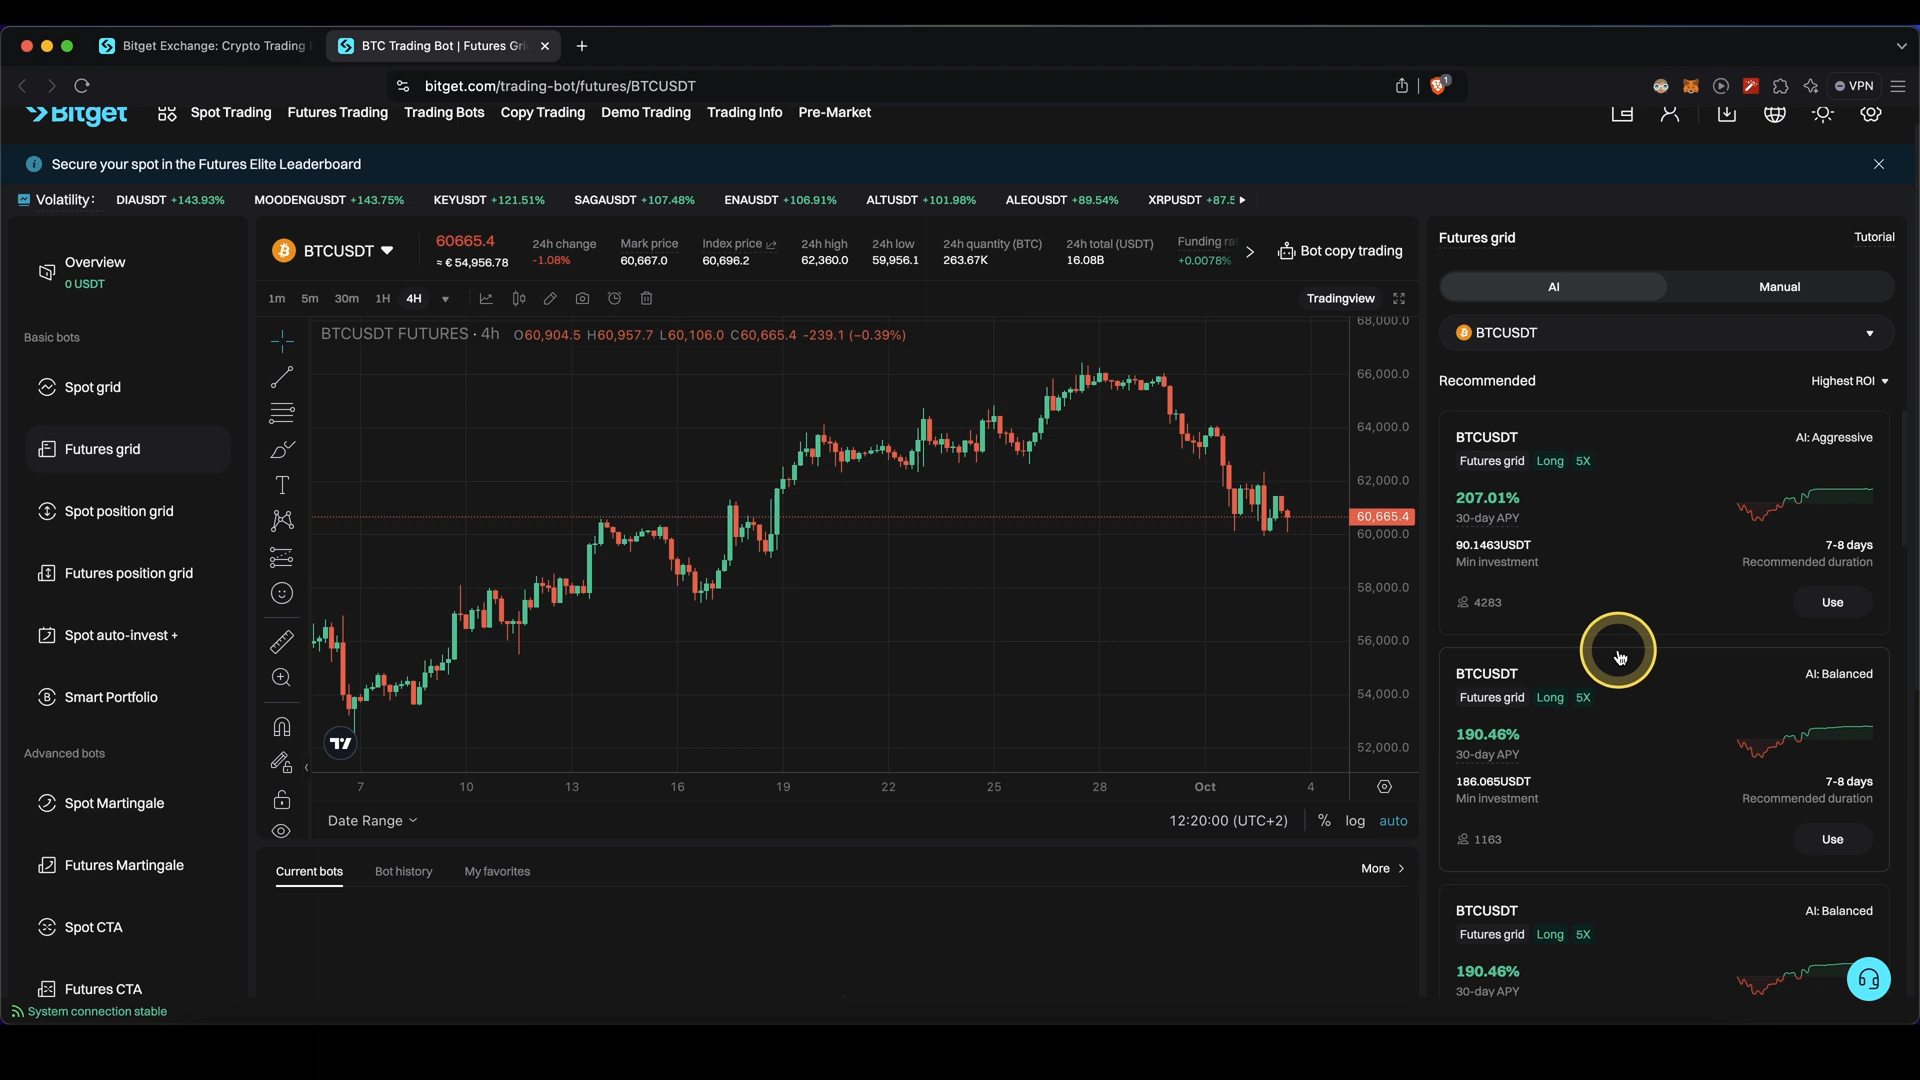 Bitget Exchange: Crypto Trading
BTC Trading Bot | Futures Gri
bitget.com/trading-bot/futures/BTCUSDT
1
VPN
Bitget
Spot Trading
Futures Trading
Trading Bots
Copy Trading
Demo Trading
Trading Info
Pre-Market
Secure your spot in the Futures Elite Leaderboard
Volatility:
DIAUSDT +143.93%
MOODENGUSDT +143.75%
KEYUSDT +121.51%
SAGAUSDT +107.48%
ENAUSDT +106.91%
ALTUSDT +101.98%
ALEOUSDT +89.54%
XRPUSDT +87.5
Overview
0 USDT
Basic bots
Spot grid
Futures grid
Spot position grid
Futures position grid
Spot auto-invest +
Smart Portfolio
Advanced bots
Spot Martingale
Futures Martingale
Spot CTA
Futures CTA
System connection stable
BTCUSDT
60665.4
≈ € 54,956.78
24h change
-1.08%
Mark price
60,667.0
Index price
60,696.2
24h high
62,360.0
24h low
59,956.1
24h quantity (BTC)
263.67K
24h total (USDT)
16.08B
Funding ra
+0.0078%
Bot copy trading
1m
5m
30m
1H
4H
Tradingview
BTCUSDT FUTURES · 4h O60,904.5 H60,957.7 L60,106.0 C60,665.4 -239.1 (−0.39%)
68,000.0
66,000.0
64,000.0
62,000.0
60,665.4
60,000.0
58,000.0
56,000.0
54,000.0
52,000.0
7
10
13
16
19
22
25
28
Oct
4
Date Range
12:20:00 (UTC+2)
%
log
auto
Current bots
Bot history
My favorites
More
Futures grid
Tutorial
AI
Manual
BTCUSDT
Recommended
Highest ROI
BTCUSDT
AI: Aggressive
Futures grid Long 5X
207.01%
30-day APY
90.1463USDT
7-8 days
Min investment
Recommended duration
4283
Use
BTCUSDT
AI: Balanced
Futures grid Long 5X
190.46%
30-day APY
186.065USDT
7-8 days
Min investment
Recommended duration
1163
Use
BTCUSDT
AI: Balanced
Futures grid Long 5X
190.46%
30-day APY